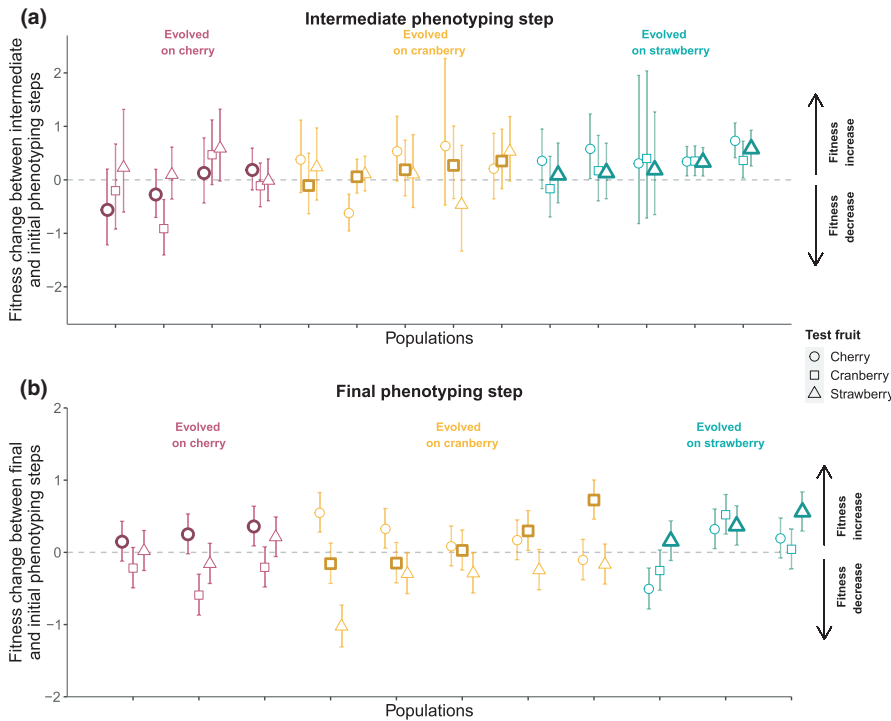 (a)
Intermediate phenotyping step
Evolved
on cherry
Evolved
on cranberry
Evolved
on strawberry
Fitness change between intermediate
and initial phenotyping steps
2
1
0
−1
−2
Fitness
increase
Fitness
decrease
Populations
Test fruit
Cherry
Cranberry
Strawberry
(b)
Final phenotyping step
Evolved
on cherry
Evolved
on cranberry
Evolved
on strawberry
Fitness change between final
and initial phenotyping steps
2
1
0
−1
−2
Fitness
increase
Fitness
decrease
Populations